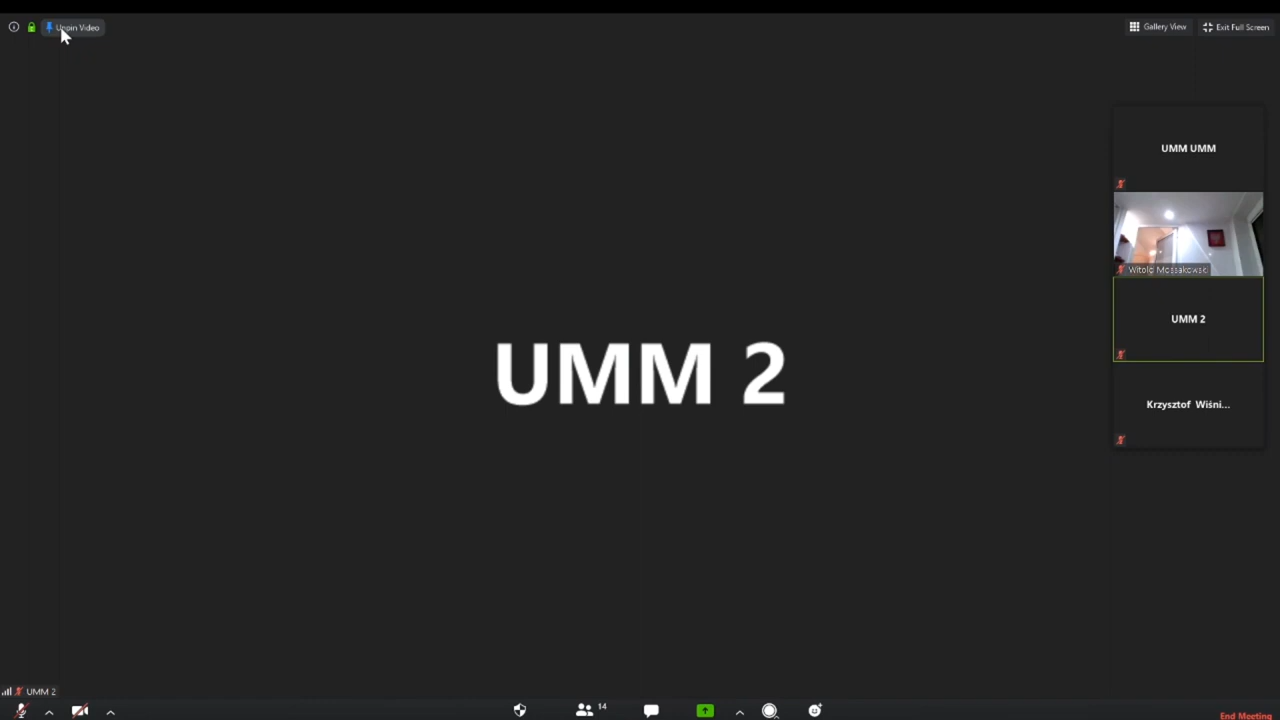 Unpin Video
Gallery View
Exit Full Screen
UMM UMM
Witold Mossakowski
UMM 2
Krzysztof Wiśni...
UMM 2
UMM 2
14
End Meeting